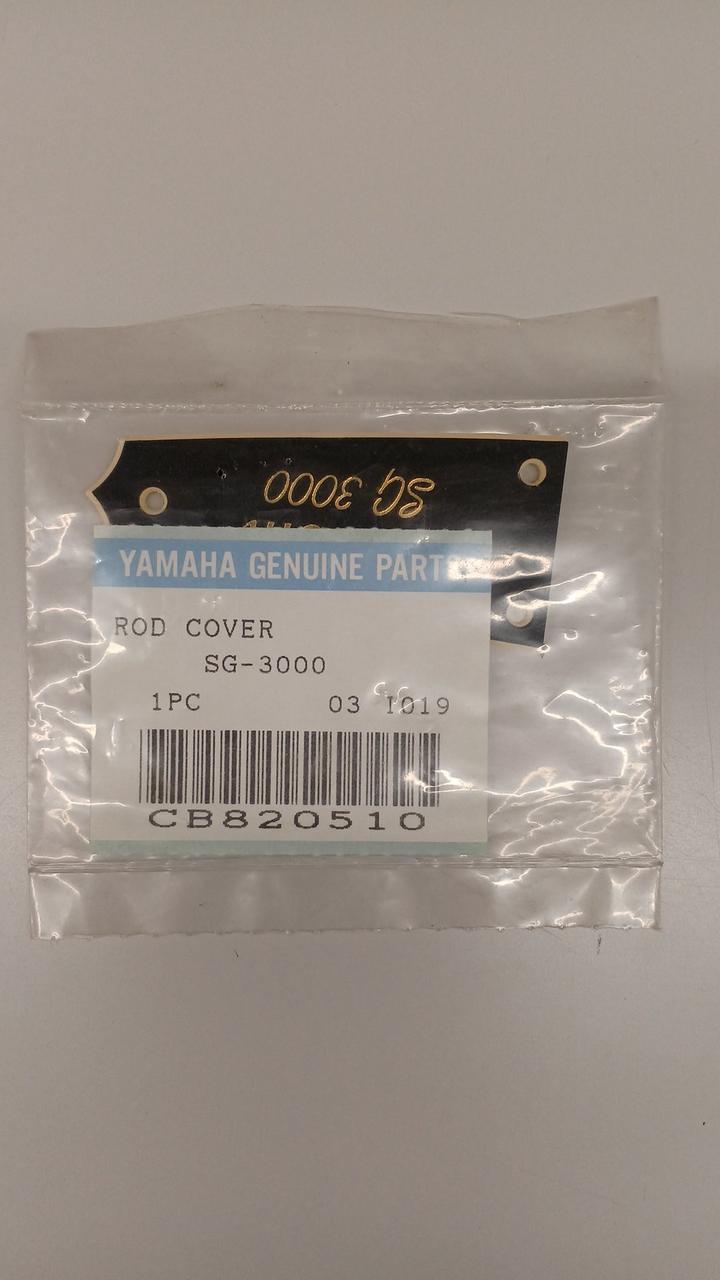 SG 3000
YAMAHA GENUINE PARTS
ROD COVER
SG-3000
1PC 03 I019
CB820510